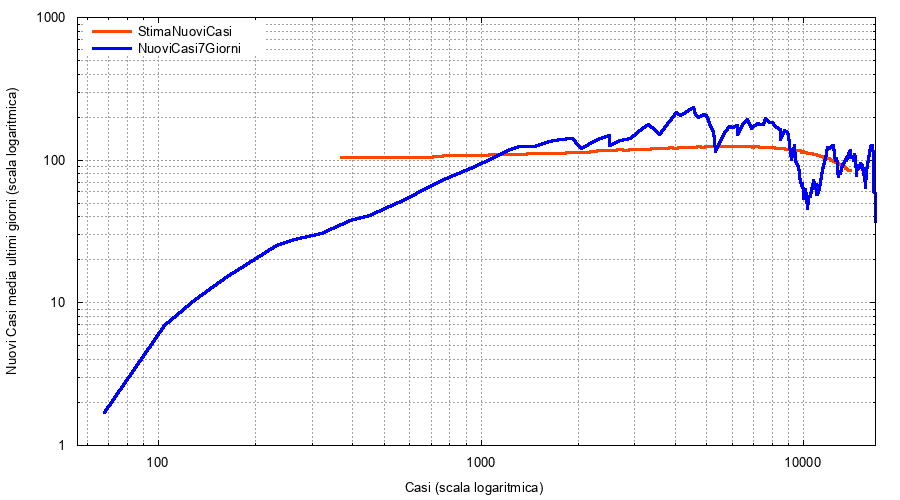 1000
StimaNuoviCasi
NuoviCasi7Giorni
100
10
1
100
1000
10000
Casi (scala logaritmica)
Nuovi Casi media ultimi giorni (scala logaritmica)